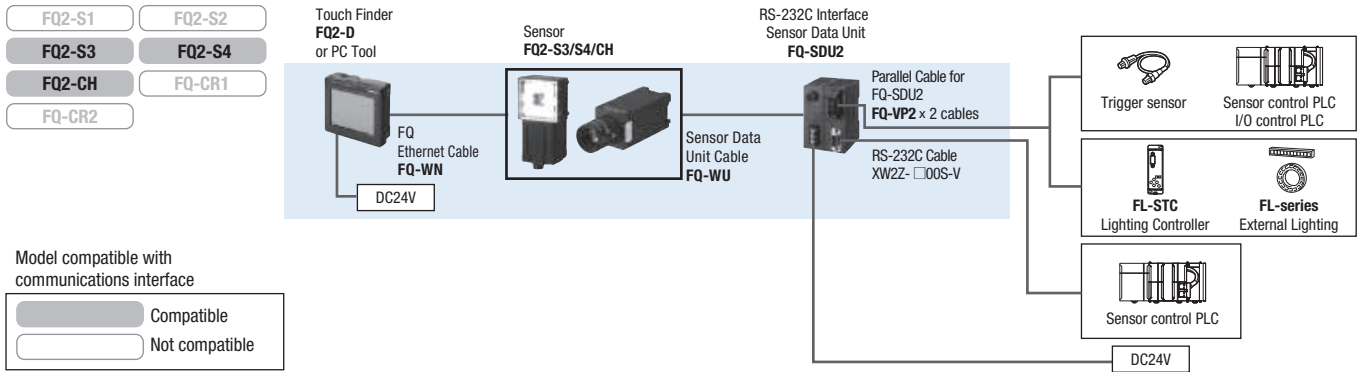 FQ2-S1 FQ2-S2
FQ2-S3 FQ2-S4
FQ2-CH FQ-CR1
FQ-CR2
Model compatible with
communications interface
Compatible
Not compatible
Touch Finder
FQ2-D
or PC Tool
FQ
Ethernet Cable
FQ-WN
DC24V
Sensor
FQ2-S3/S4/CH
Sensor Data
Unit Cable
FQ-WU
RS-232C Interface
Sensor Data Unit
FQ-SDU2
Parallel Cable for
FQ-SDU2
FQ-VP2 × 2 cables
RS-232C Cable
XW2Z- □00S-V
Trigger sensor
Sensor control PLC
I/O control PLC
FL-STC
Lighting Controller
FL-series
External Lighting
Sensor control PLC
DC24V